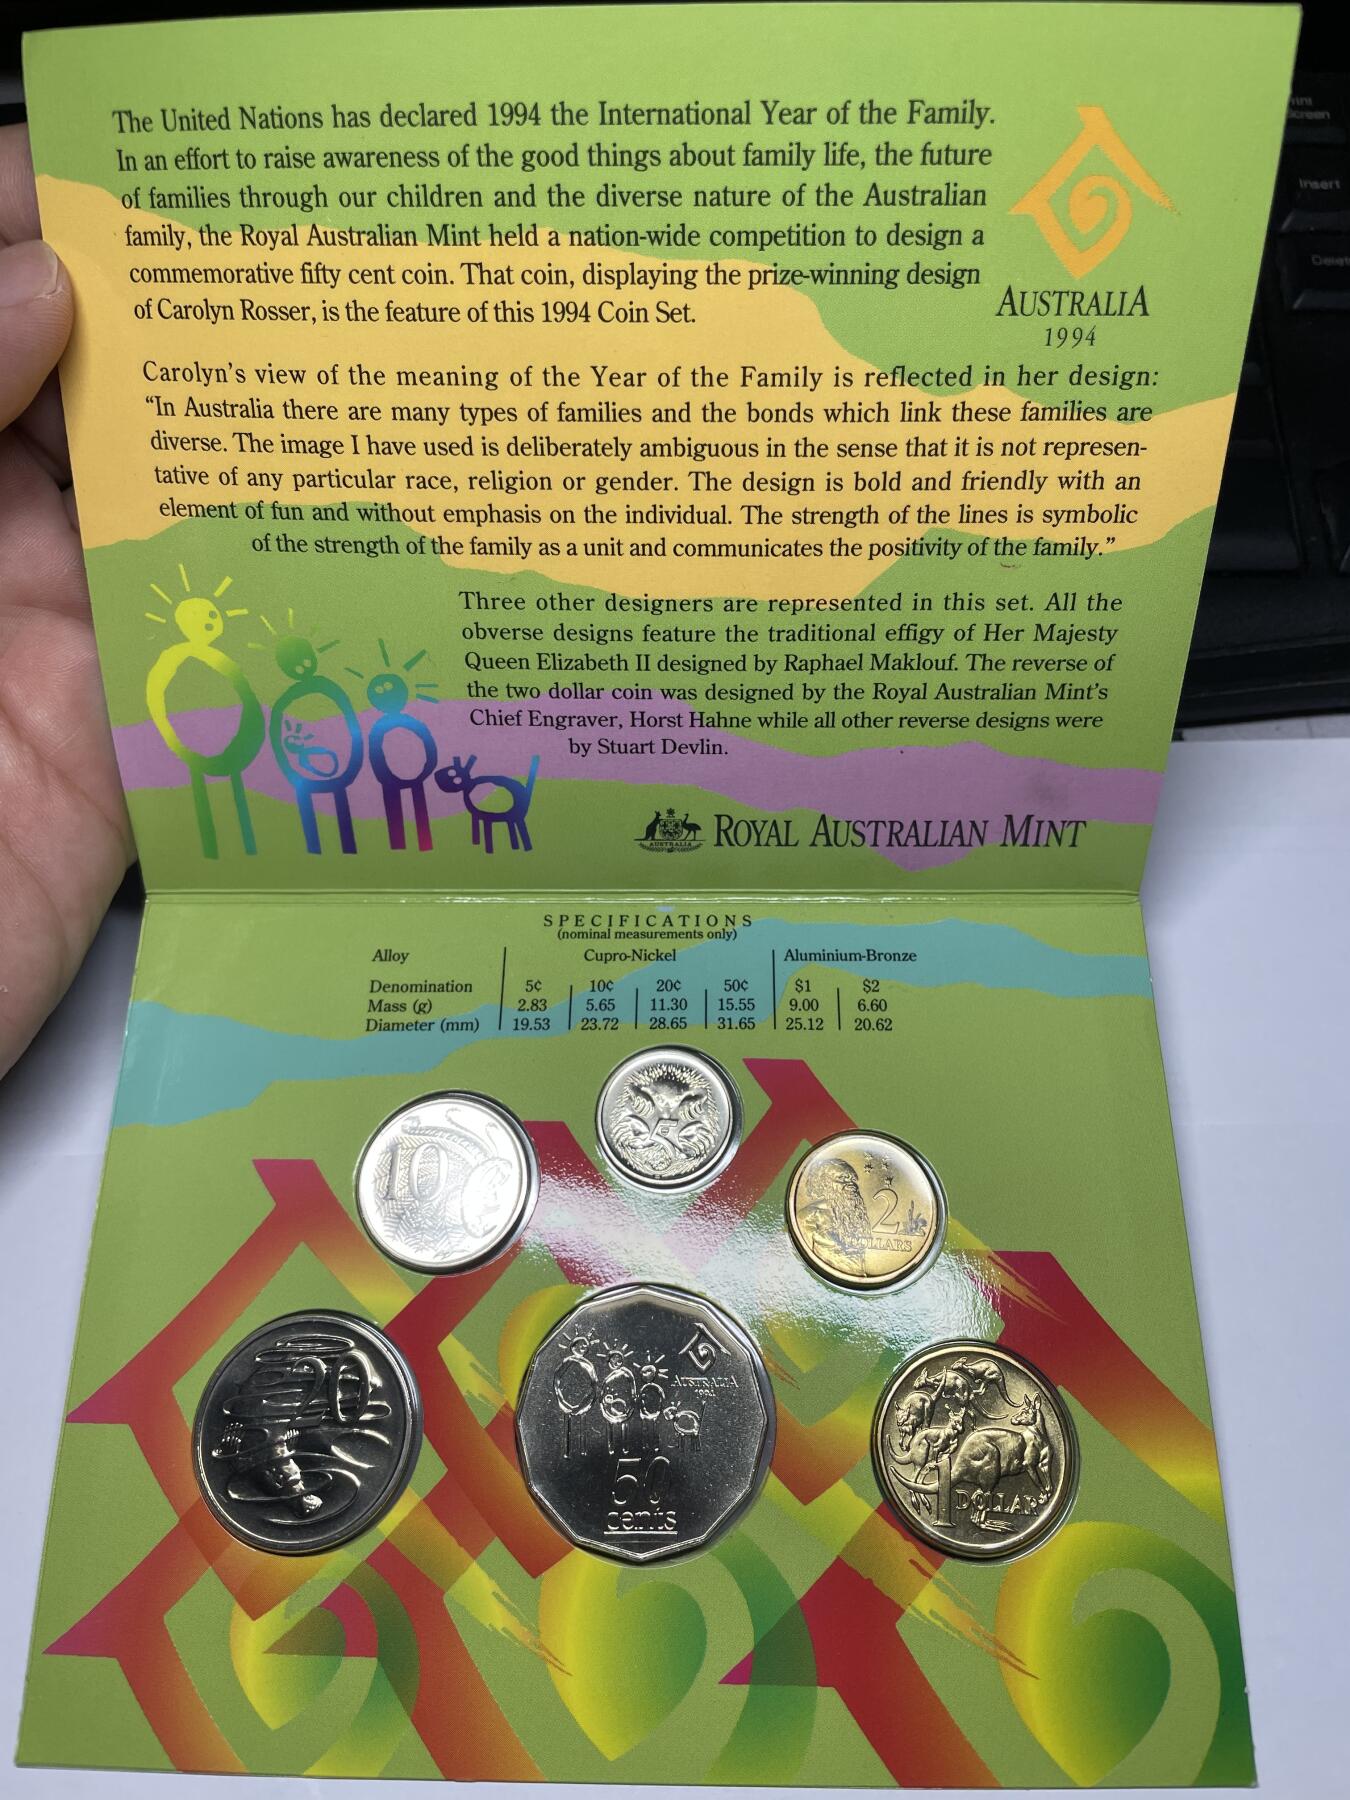 The United Nations has declared 1994 the International Year of the Family.
In an effort to raise awareness of the good things about family life, the future
of families through our children and the diverse nature of the Australian
family, the Royal Australian Mint held a nation-wide competition to design a
commemorative fifty cent coin. That coin, displaying the prize-winning design
of Carolyn Rosser, is the feature of this 1994 Coin Set.
AUSTRALIA
1994
Carolyn's view of the meaning of the Year of the Family is reflected in her design:
“In Australia there are many types of families and the bonds which link these families are
diverse. The image I have used is deliberately ambiguous in the sense that it is not represen-
tative of any particular race, religion or gender. The design is bold and friendly with an
element of fun and without emphasis on the individual. The strength of the lines is symbolic
of the strength of the family as a unit and communicates the positivity of the family.”
Three other designers are represented in this set. All the
obverse designs feature the traditional effigy of Her Majesty
Queen Elizabeth II designed by Raphael Maklouf. The reverse of
the two dollar coin was designed by the Royal Australian Mint's
Chief Engraver, Horst Hahne while all other reverse designs were
by Stuart Devlin.
AUSTRALIA
ROYAL AUSTRALIAN MINT
SPECIFICATIONS
(nominal measurements only)
Alloy Cupro-Nickel Aluminium-Bronze
Denomination 5¢ 10¢ 20¢ 50¢ $1 $2
Mass (g) 2.83 5.65 11.30 15.55 9.00 6.60
Diameter (mm) 19.53 23.72 28.65 31.65 25.12 20.62
5
10
2
DOLLARS
20
AUSTRALIA
1994
50
cents
1
DOLLAR
Insert
Delete